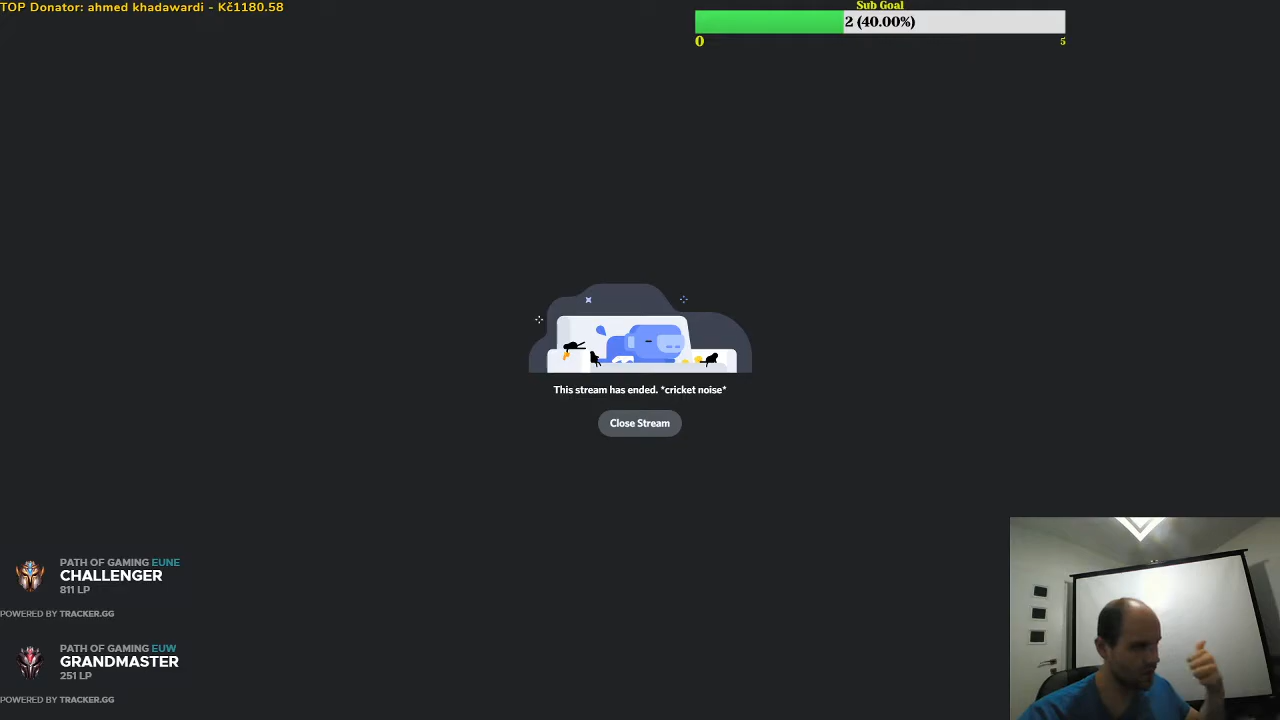 TOP Donator: ahmed khadawardi - Kč1180.58
Sub Goal
2 (40.00%)
0
5
This stream has ended. *cricket noise*
Close Stream
PATH OF GAMING EUNE
CHALLENGER
811 LP
POWERED BY TRACKER.GG
PATH OF GAMING EUW
GRANDMASTER
251 LP
POWERED BY TRACKER.GG